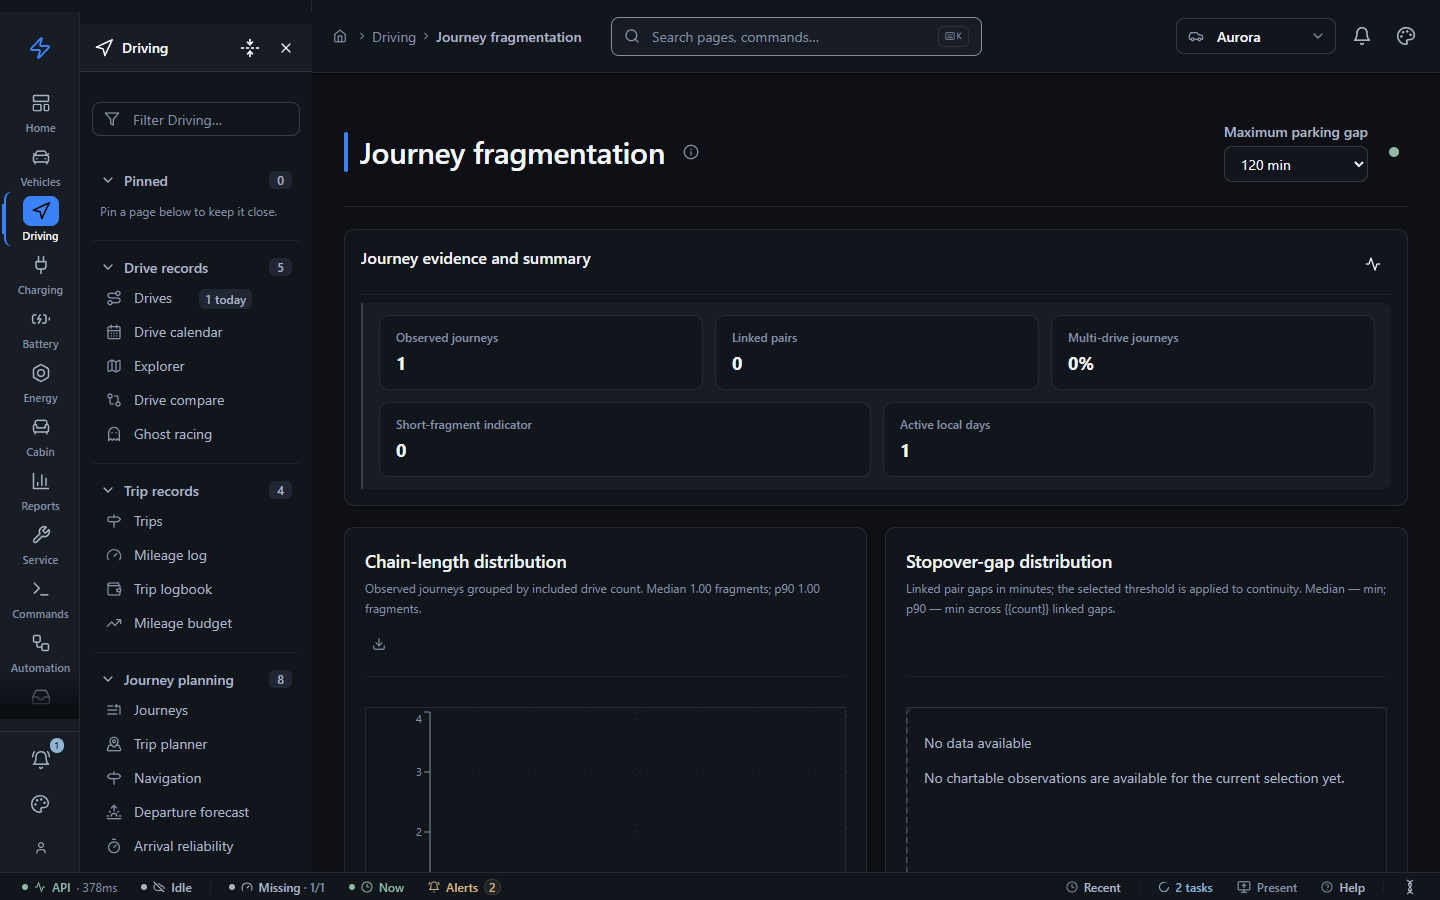 Driving
Driving
Journey fragmentation
Search pages, commands...
K
Aurora
Home
Vehicles
Driving
Charging
Battery
Energy
Cabin
Reports
Service
Commands
Automation
1
Filter Driving...
Pinned
0
Pin a page below to keep it close.
Drive records
5
Drives
1 today
Drive calendar
Explorer
Drive compare
Ghost racing
Trip records
4
Trips
Mileage log
Trip logbook
Mileage budget
Journey planning
8
Journeys
Trip planner
Navigation
Departure forecast
Arrival reliability
Journey fragmentation
Maximum parking gap
120 min
Journey evidence and summary
Observed journeys
1
Linked pairs
0
Multi-drive journeys
0%
Short-fragment indicator
0
Active local days
1
Chain-length distribution
Observed journeys grouped by included drive count. Median 1.00 fragments; p90 1.00
fragments.
4
3
2
Stopover-gap distribution
Linked pair gaps in minutes; the selected threshold is applied to continuity. Median — min;
p90 — min across {{count}} linked gaps.
No data available
No chartable observations are available for the current selection yet.
API · 378ms
Idle
Missing · 1/1
Now
Alerts 2
Recent
2 tasks
Present
Help